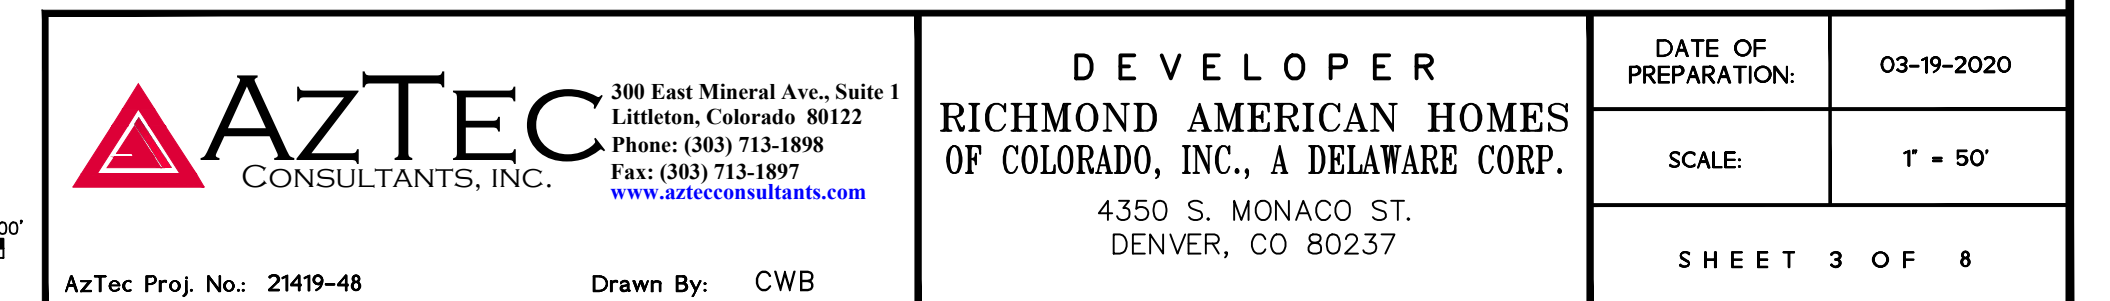 AZTEC
CONSULTANTS, INC.
300 East Mineral Ave., Suite 1
Littleton, Colorado 80122
Phone: (303) 713-1898
Fax: (303) 713-1897
www.aztecconsultants.com
AzTec Proj. No.: 21419-48
Drawn By: CWB
DEVELOPER
RICHMOND AMERICAN HOMES
OF COLORADO, INC., A DELAWARE CORP.
4350 S. MONACO ST.
DENVER, CO 80237
DATE OF
PREPARATION:
03-19-2020
SCALE:
1" = 50'
SHEET 3 OF 8
00'